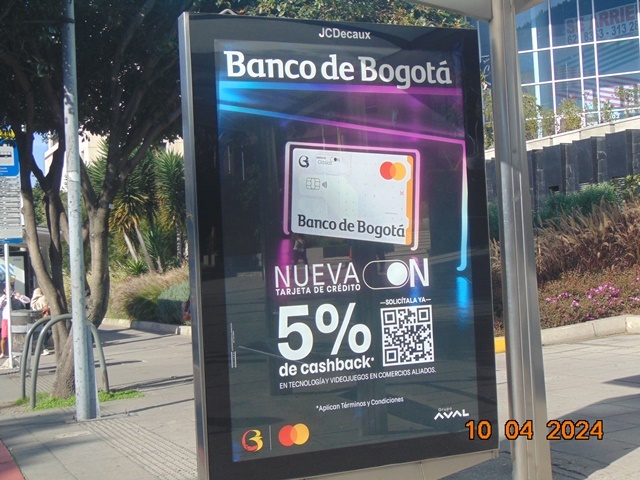 JCDecaux
Banco de Bogotá
Banco de Bogotá
NUEVA ON
TARJETA DE CRÉDITO
5%
—SOLICÍTALA YA—
de cashback*
EN TECNOLOGÍA Y VIDEOJUEGOS EN COMERCIOS ALIADOS.
*Aplican Términos y Condiciones
Grupo
AVAL
10 04 2024